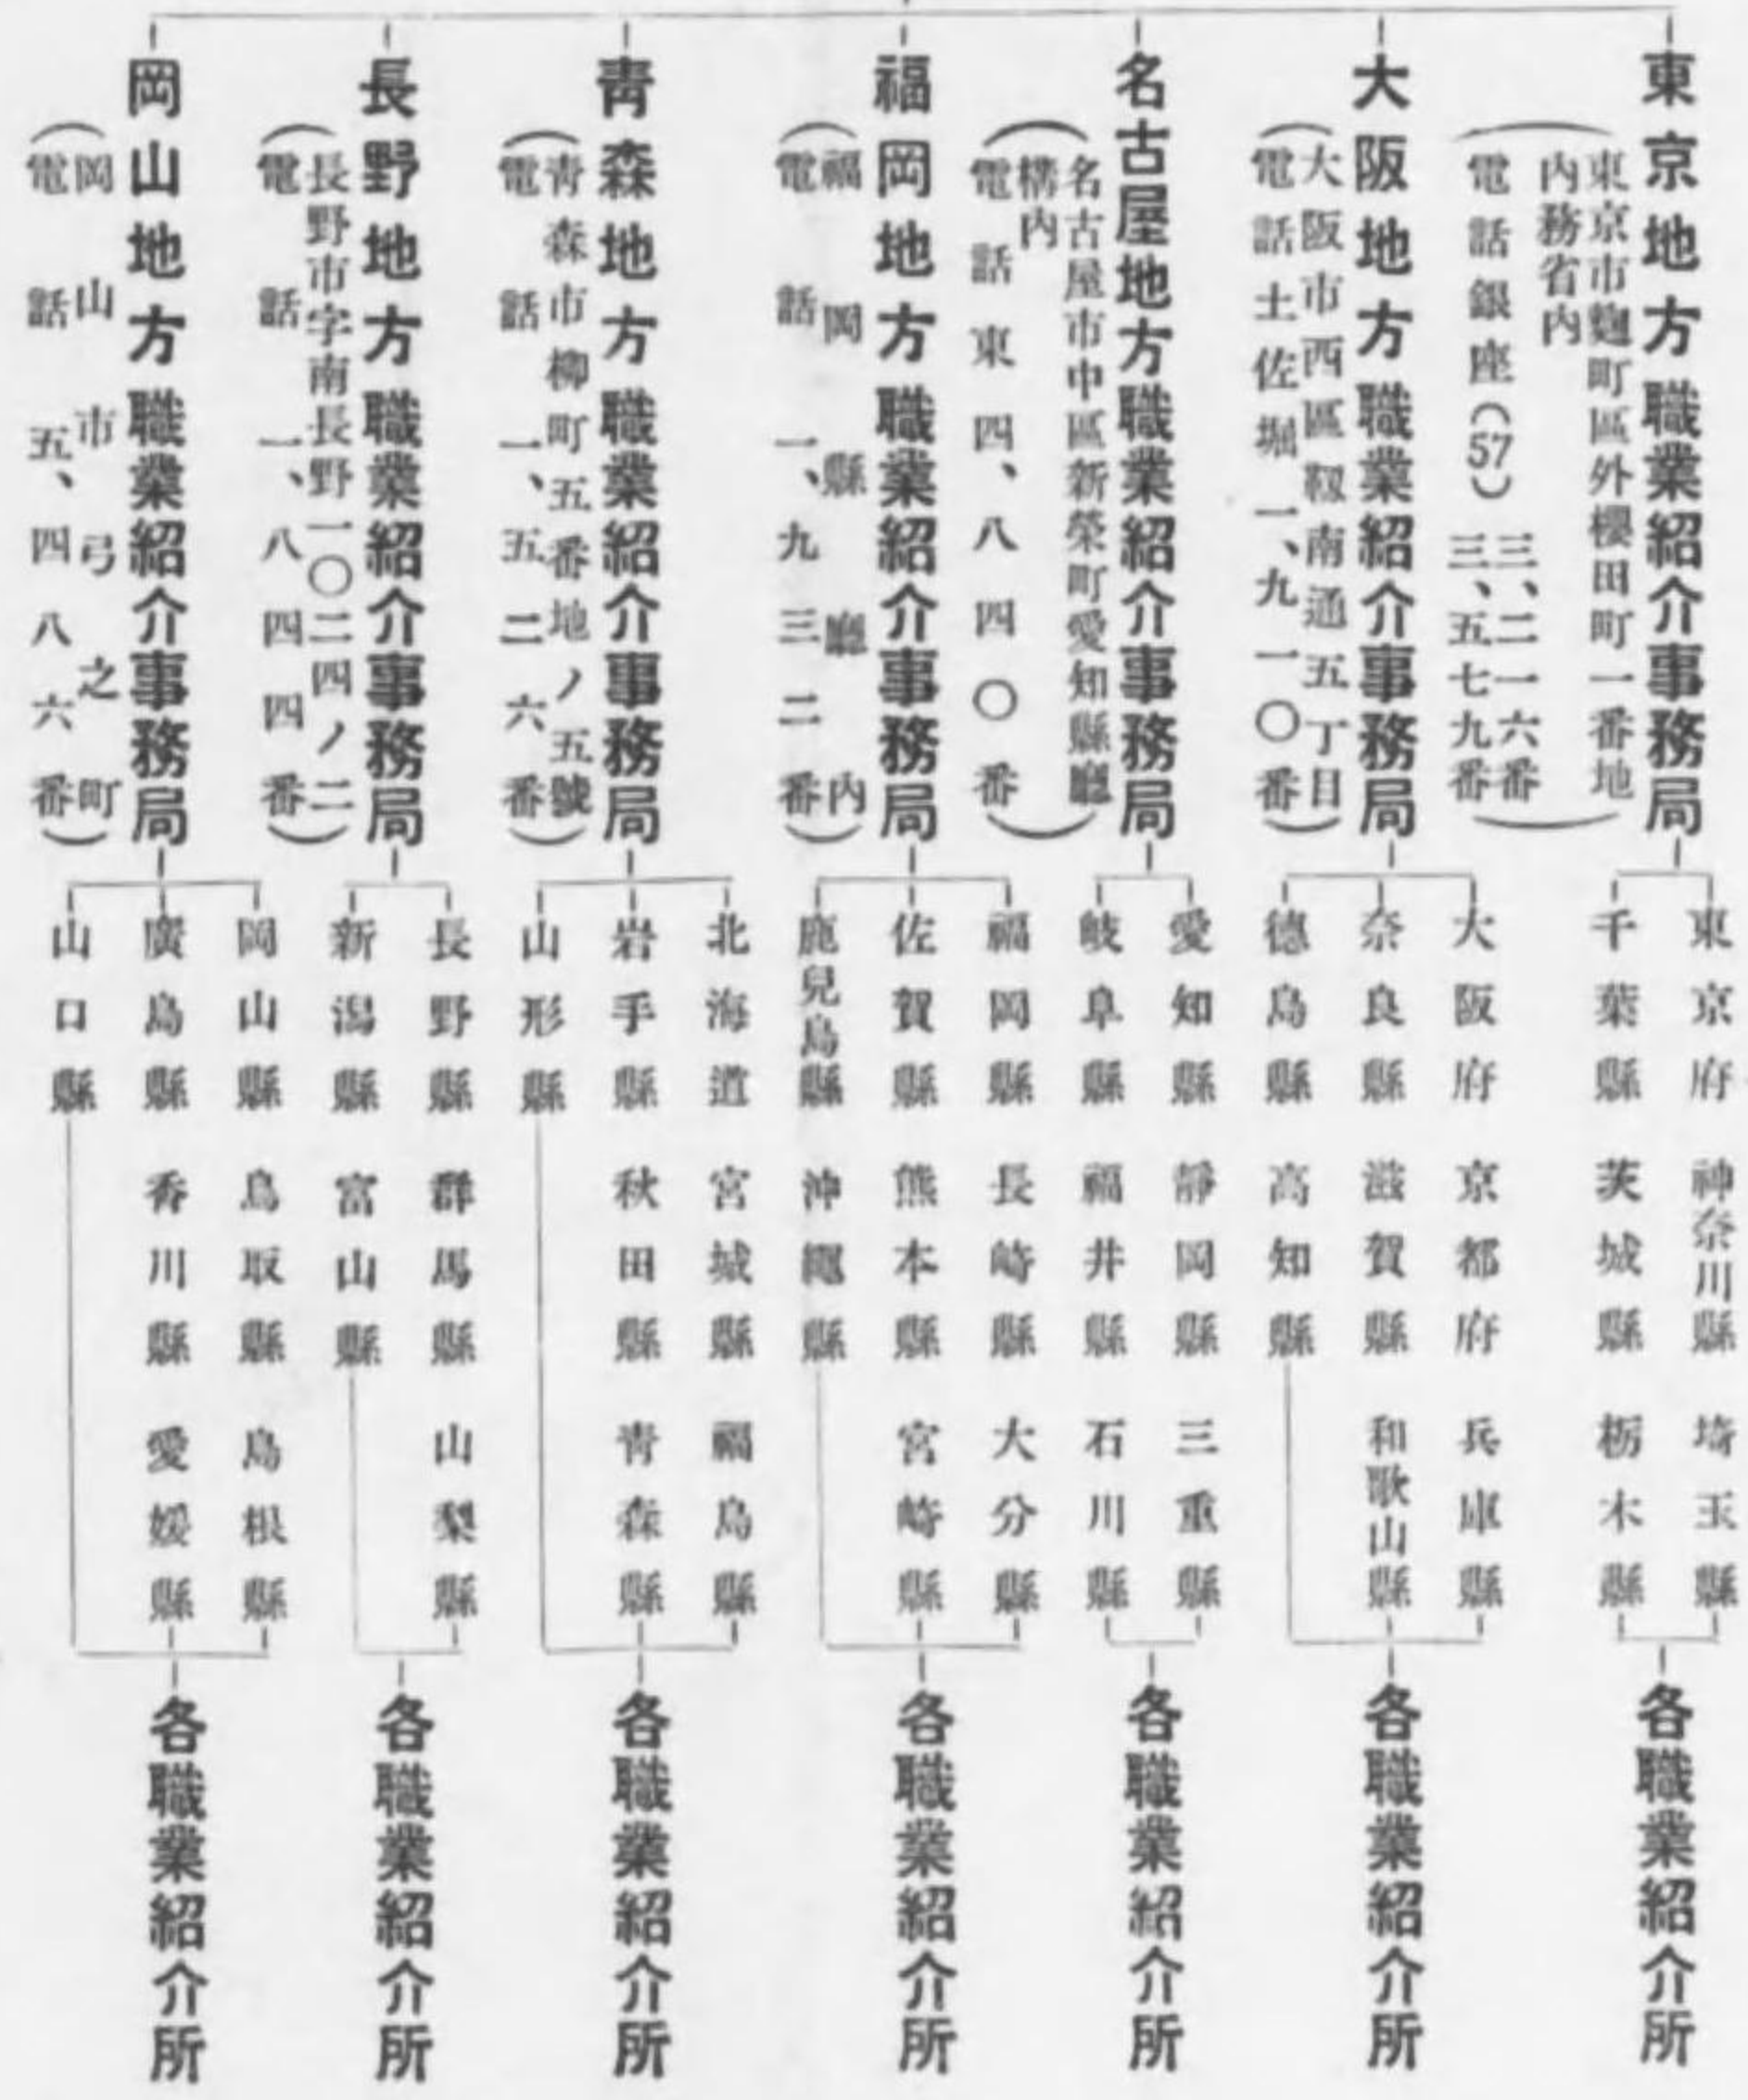 東京地方職業紹介事務局
(東京市麴町區外櫻田町一番地
內務省內
電話銀座(57)三、二一六番
三、五七九番)
東京府 神奈川縣 埼玉縣
千葉縣 茨城縣 栃木縣
各職業紹介所
大阪地方職業紹介事務局
(大阪市西區靱南通五丁目
電話土佐堀一、九一〇番)
大阪府 京都府 兵庫縣
奈良縣 滋賀縣 和歌山縣
德島縣 高知縣
各職業紹介所
名古屋地方職業紹介事務局
(名古屋市中區新榮町愛知縣廳
構內
電話東四、八四〇番)
愛知縣 靜岡縣 三重縣
岐阜縣 福井縣 石川縣
各職業紹介所
福岡地方職業紹介事務局
(福岡縣廳內
電話一、九三二番)
福岡縣 長崎縣 大分縣
佐賀縣 熊本縣 宮崎縣
鹿兒島縣 沖繩縣
各職業紹介所
靑森地方職業紹介事務局
(靑森市柳町五番地ノ五號
電話一、五二六番)
北海道 宮城縣 福島縣
岩手縣 秋田縣 靑森縣
山形縣
各職業紹介所
長野地方職業紹介事務局
(長野市字南長野一〇二四ノ二
電話一、八四四番)
長野縣 群馬縣 山梨縣
新潟縣 富山縣
各職業紹介所
岡山地方職業紹介事務局
(岡山市弓之町
電話五、四八六番)
岡山縣 鳥取縣 島根縣
廣島縣 香川縣 愛媛縣
山口縣
各職業紹介所